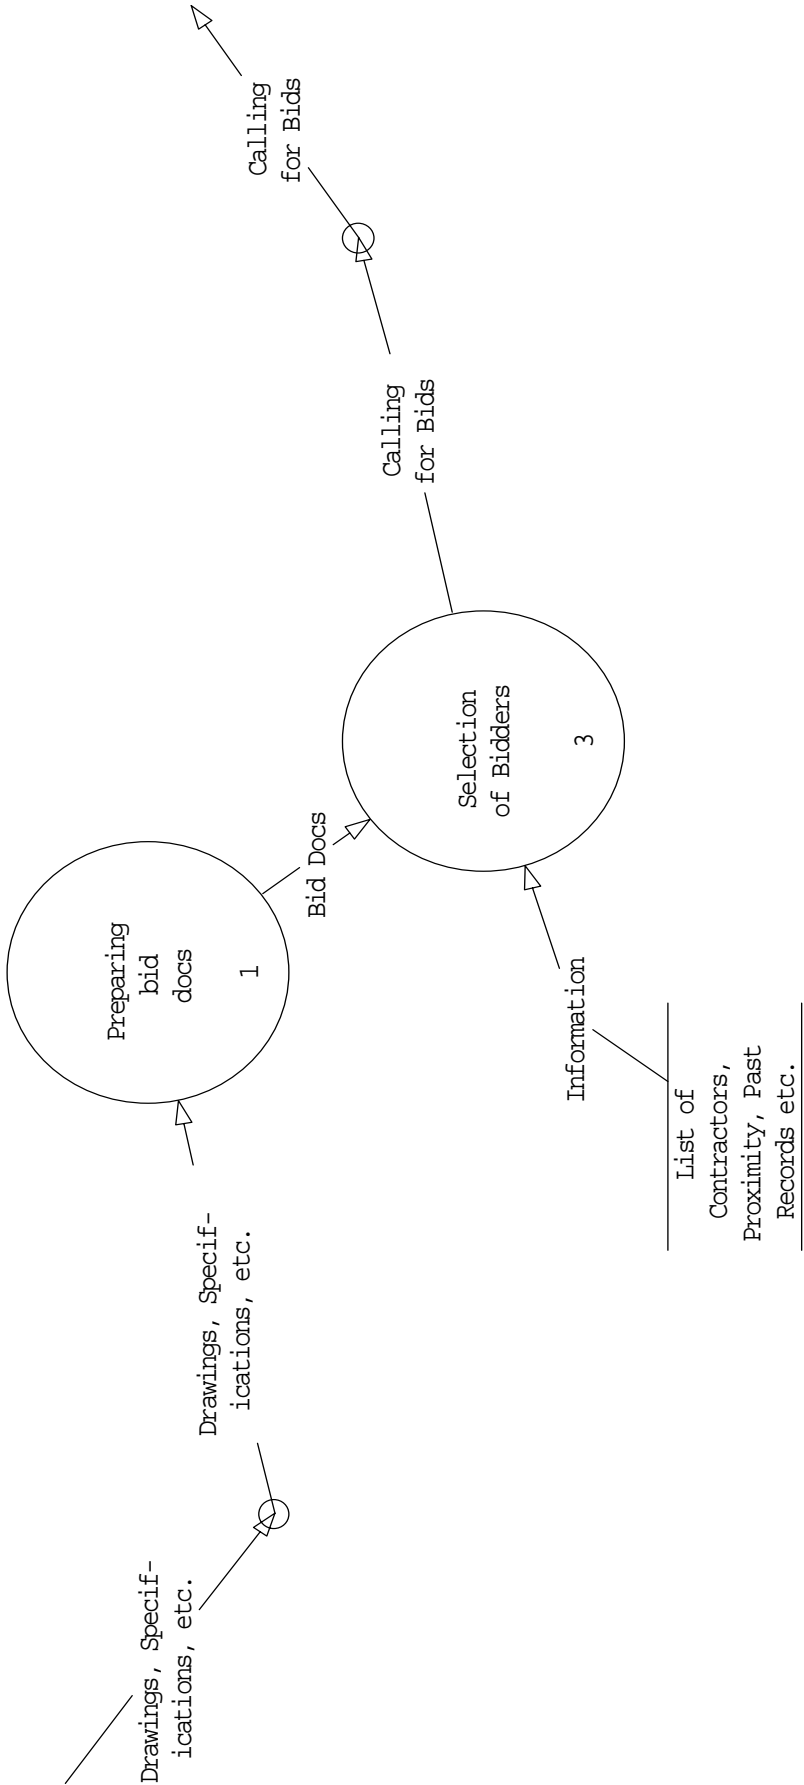 Drawings, Specif-
ications, etc.
Drawings, Specif-
ications, etc.
Preparing
bid
docs
1
Bid Docs
Information
List of
Contractors,
Proximity, Past
Records etc.
Selection
of Bidders
3
Calling
for Bids
Calling
for Bids